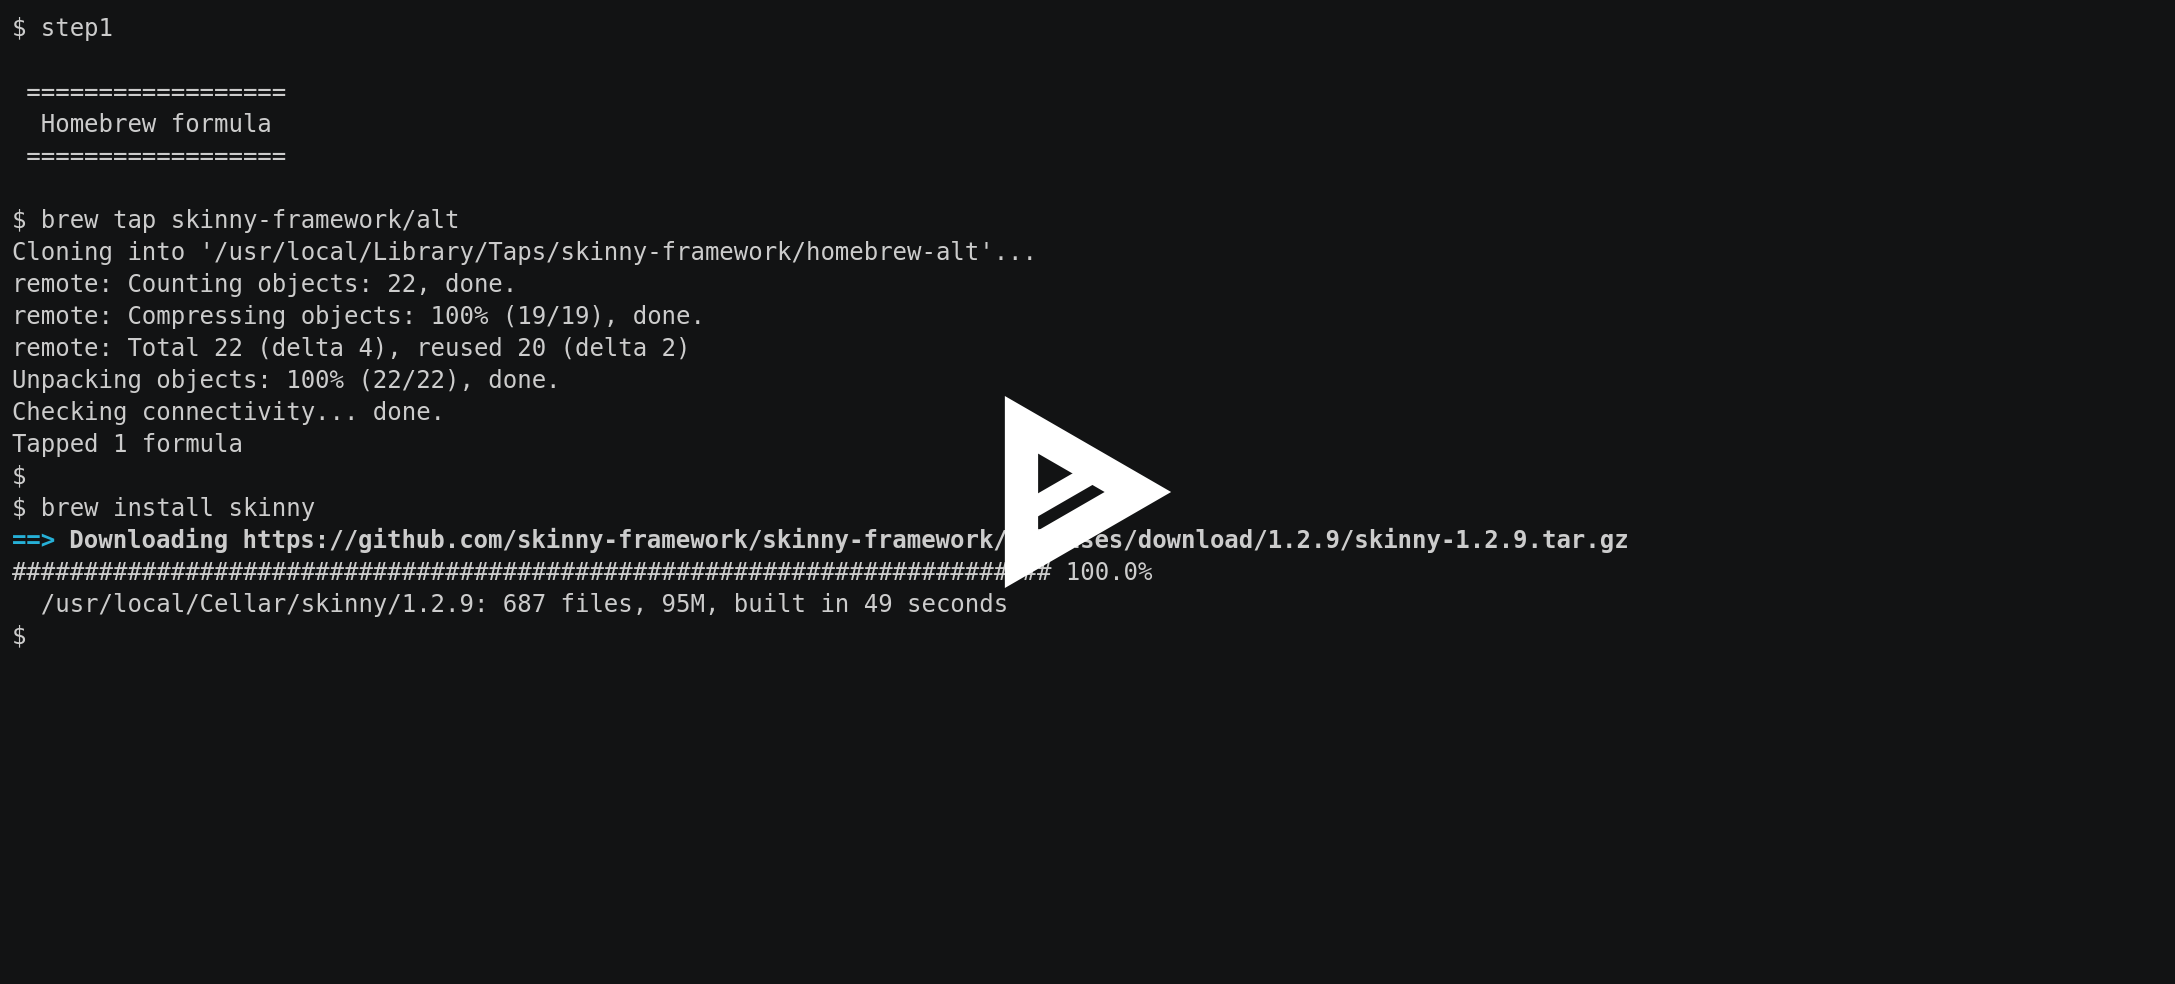 $ step1
==================
Homebrew formula
==================
$ brew tap skinny-framework/alt
Cloning into '/usr/local/Library/Taps/skinny-framework/homebrew-alt'...
remote: Counting objects: 22, done.
remote: Compressing objects: 100% (19/19), done.
remote: Total 22 (delta 4), reused 20 (delta 2)
Unpacking objects: 100% (22/22), done.
Checking connectivity... done.
Tapped 1 formula
$
$ brew install skinny
==> Downloading https://github.com/skinny-framework/skinny-framework/ ses/download/1.2.9/skinny-1.2.9.tar.gz
######################################################################## 100.0%
/usr/local/Cellar/skinny/1.2.9: 687 files, 95M, built in 49 seconds
$